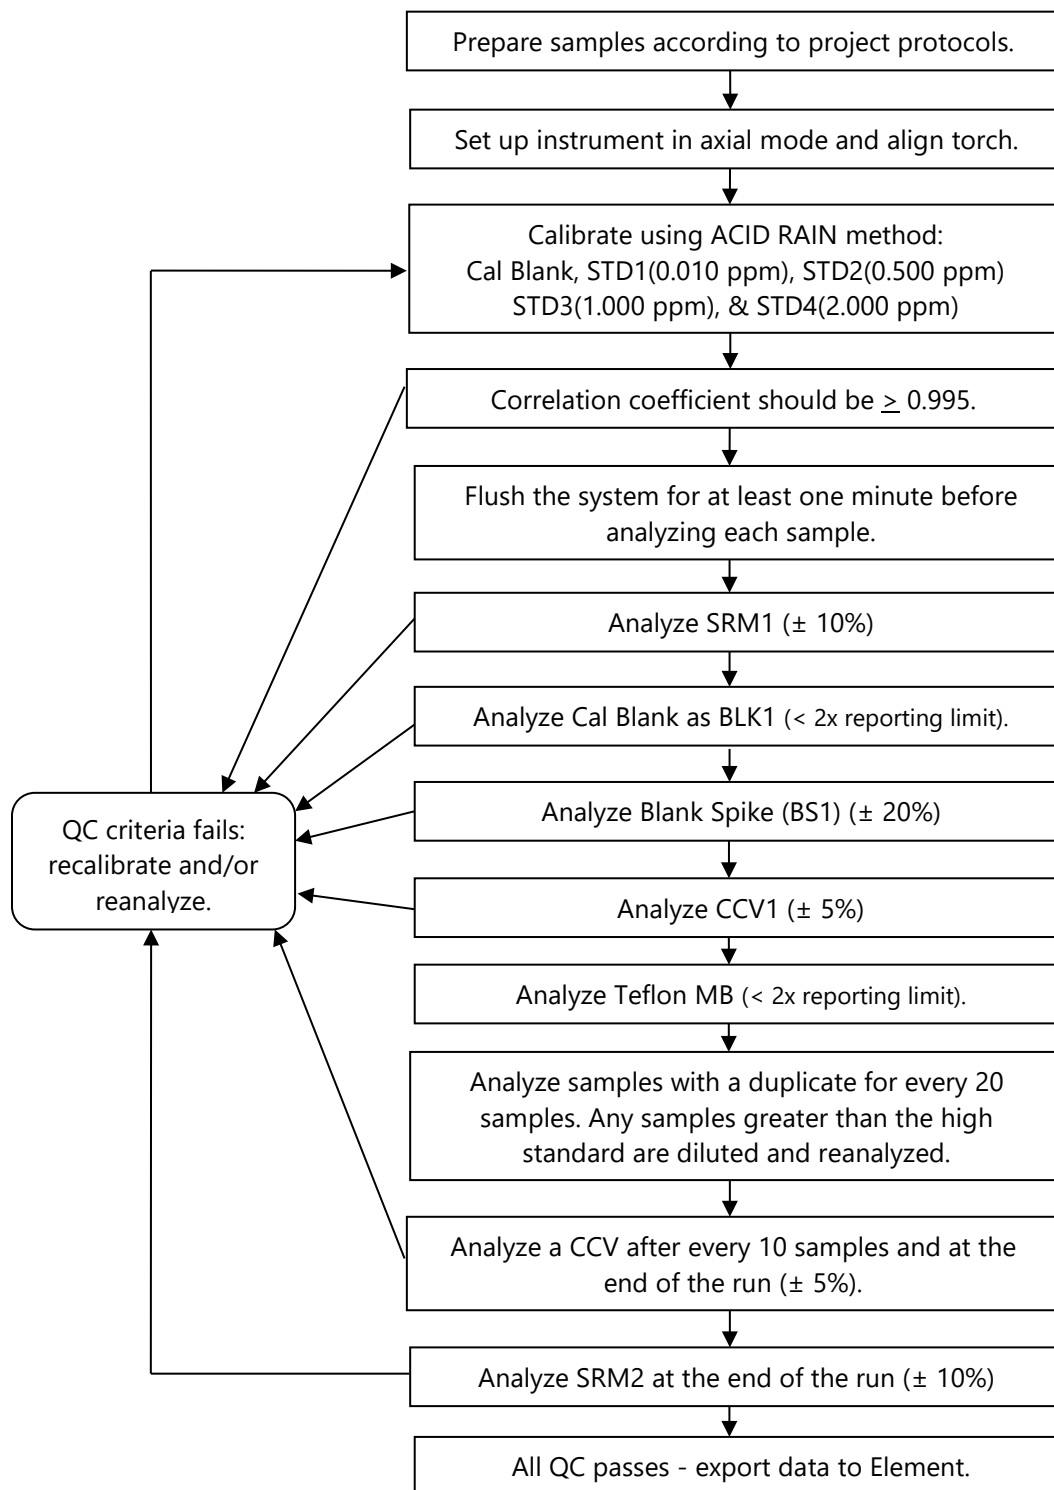 Prepare samples according to project protocols.
Set up instrument in axial mode and align torch.
Calibrate using ACID RAIN method:
Cal Blank, STD1(0.010 ppm), STD2(0.500 ppm)
STD3(1.000 ppm), & STD4(2.000 ppm)
Correlation coefficient should be ≥ 0.995.
Flush the system for at least one minute before
analyzing each sample.
Analyze SRM1 (± 10%)
Analyze Cal Blank as BLK1 (< 2x reporting limit).
Analyze Blank Spike (BS1) (± 20%)
QC criteria fails:
recalibrate and/or
reanalyze.
Analyze CCV1 (± 5%)
Analyze Teflon MB (< 2x reporting limit).
Analyze samples with a duplicate for every 20
samples. Any samples greater than the high
standard are diluted and reanalyzed.
Analyze a CCV after every 10 samples and at the
end of the run (± 5%).
Analyze SRM2 at the end of the run (± 10%)
All QC passes - export data to Element.